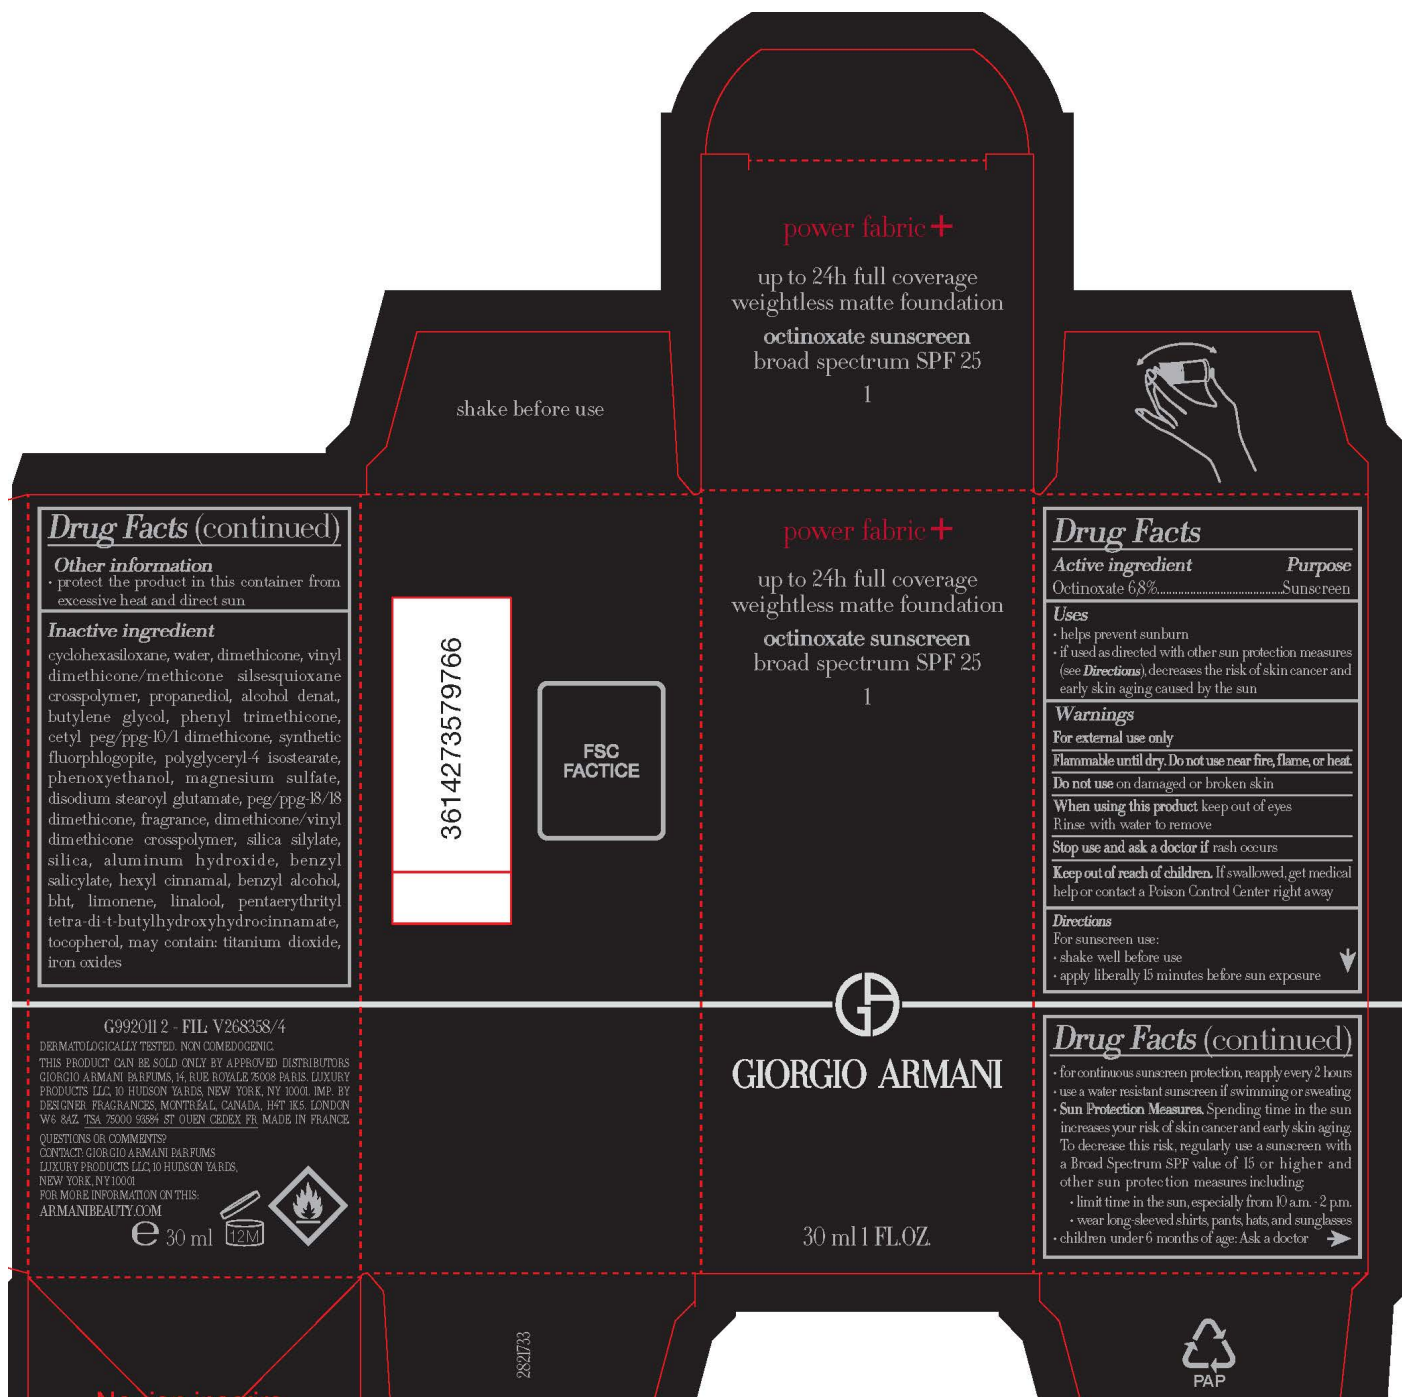 power fabric +
up to 24h full coverage
weightless matte foundation
octinoxate sunscreen
broad spectrum SPF 25
1
shake before use
Drug Facts (continued)
Other information
· protect the product in this container from
excessive heat and direct sun
Inactive ingredient
cyclohexasiloxane, water, dimethicone, vinyl
dimethicone/methicone silsesquioxane
crosspolymer, propanediol, alcohol denat.,
butylene glycol, phenyl trimethicone,
cetyl peg/ppg-10/1 dimethicone, synthetic
fluorphlogopite, polyglyceryl-4 isostearate,
phenoxyethanol, magnesium sulfate,
disodium stearoyl glutamate, peg/ppg-18/18
dimethicone, fragrance, dimethicone/vinyl
dimethicone crosspolymer, silica silylate,
silica, aluminum hydroxide, benzyl
salicylate, hexyl cinnamal, benzyl alcohol,
bht, limonene, linalool, pentaerythrityl
tetra-di-t-butylhydroxyhydrocinnamate,
tocopherol, may contain: titanium dioxide,
iron oxides
G992011 2 - FIL: V268358/4
DERMATOLOGICALLY TESTED. NON COMEDOGENIC.
THIS PRODUCT CAN BE SOLD ONLY BY APPROVED DISTRIBUTORS
GIORGIO ARMANI PARFUMS, 14, RUE ROYALE 75008 PARIS. LUXURY
PRODUCTS LLC, 10 HUDSON YARDS, NEW YORK, NY 10001. IMP. BY
DESIGNER FRAGRANCES, MONTRÉAL, CANADA, H4T 1K5. LONDON
W6 8AZ. TSA 75000 93584 ST OUEN CEDEX FR MADE IN FRANCE.
QUESTIONS OR COMMENTS?
CONTACT: GIORGIO ARMANI PARFUMS
LUXURY PRODUCTS LLC, 10 HUDSON YARDS,
NEW YORK, NY 10001
FOR MORE INFORMATION ON THIS:
ARMANIBEAUTY.COM
e 30 ml
12M
3614273579766
FSC
FACTICE
2821733
power fabric +
up to 24h full coverage
weightless matte foundation
octinoxate sunscreen
broad spectrum SPF 25
1
GIORGIO ARMANI
30 ml 1 FL.OZ.
Drug Facts
Active ingredient Purpose
Octinoxate 6,8%........................................Sunscreen
Uses
· helps prevent sunburn
· if used as directed with other sun protection measures
(see Directions), decreases the risk of skin cancer and
early skin aging caused by the sun
Warnings
For external use only
Flammable until dry. Do not use near fire, flame, or heat.
Do not use on damaged or broken skin
When using this product keep out of eyes
Rinse with water to remove
Stop use and ask a doctor if rash occurs
Keep out of reach of children. If swallowed, get medical
help or contact a Poison Control Center right away
Directions
For sunscreen use:
· shake well before use
· apply liberally 15 minutes before sun exposure
Drug Facts (continued)
· for continuous sunscreen protection, reapply every 2 hours
· use a water resistant sunscreen if swimming or sweating
· Sun Protection Measures. Spending time in the sun
increases your risk of skin cancer and early skin aging.
To decrease this risk, regularly use a sunscreen with
a Broad Spectrum SPF value of 15 or higher and
other sun protection measures including:
· limit time in the sun, especially from 10 a.m. - 2 p.m.
· wear long-sleeved shirts, pants, hats, and sunglasses
· children under 6 months of age: Ask a doctor
PAP